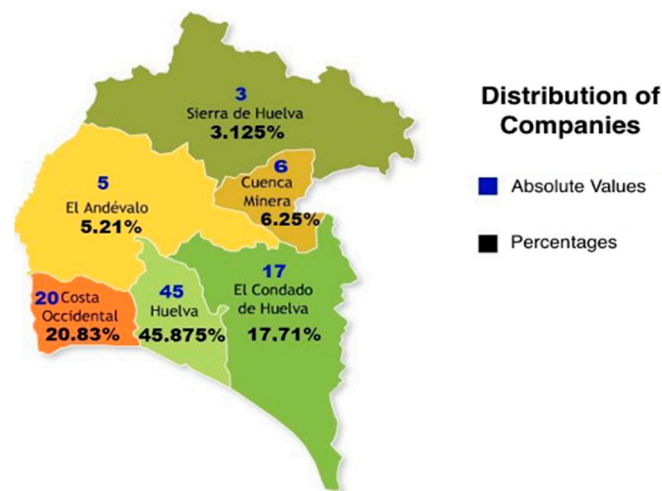 3
Sierra de Huelva
3.125%
6
Cuenca
Minera
6.25%
5
El Andévalo
5.21%
17
El Condado
de Huelva
17.71%
45
Huelva
45.875%
20 Costa
Occidental
20.83%
Distribution of
Companies
Absolute Values
Percentages